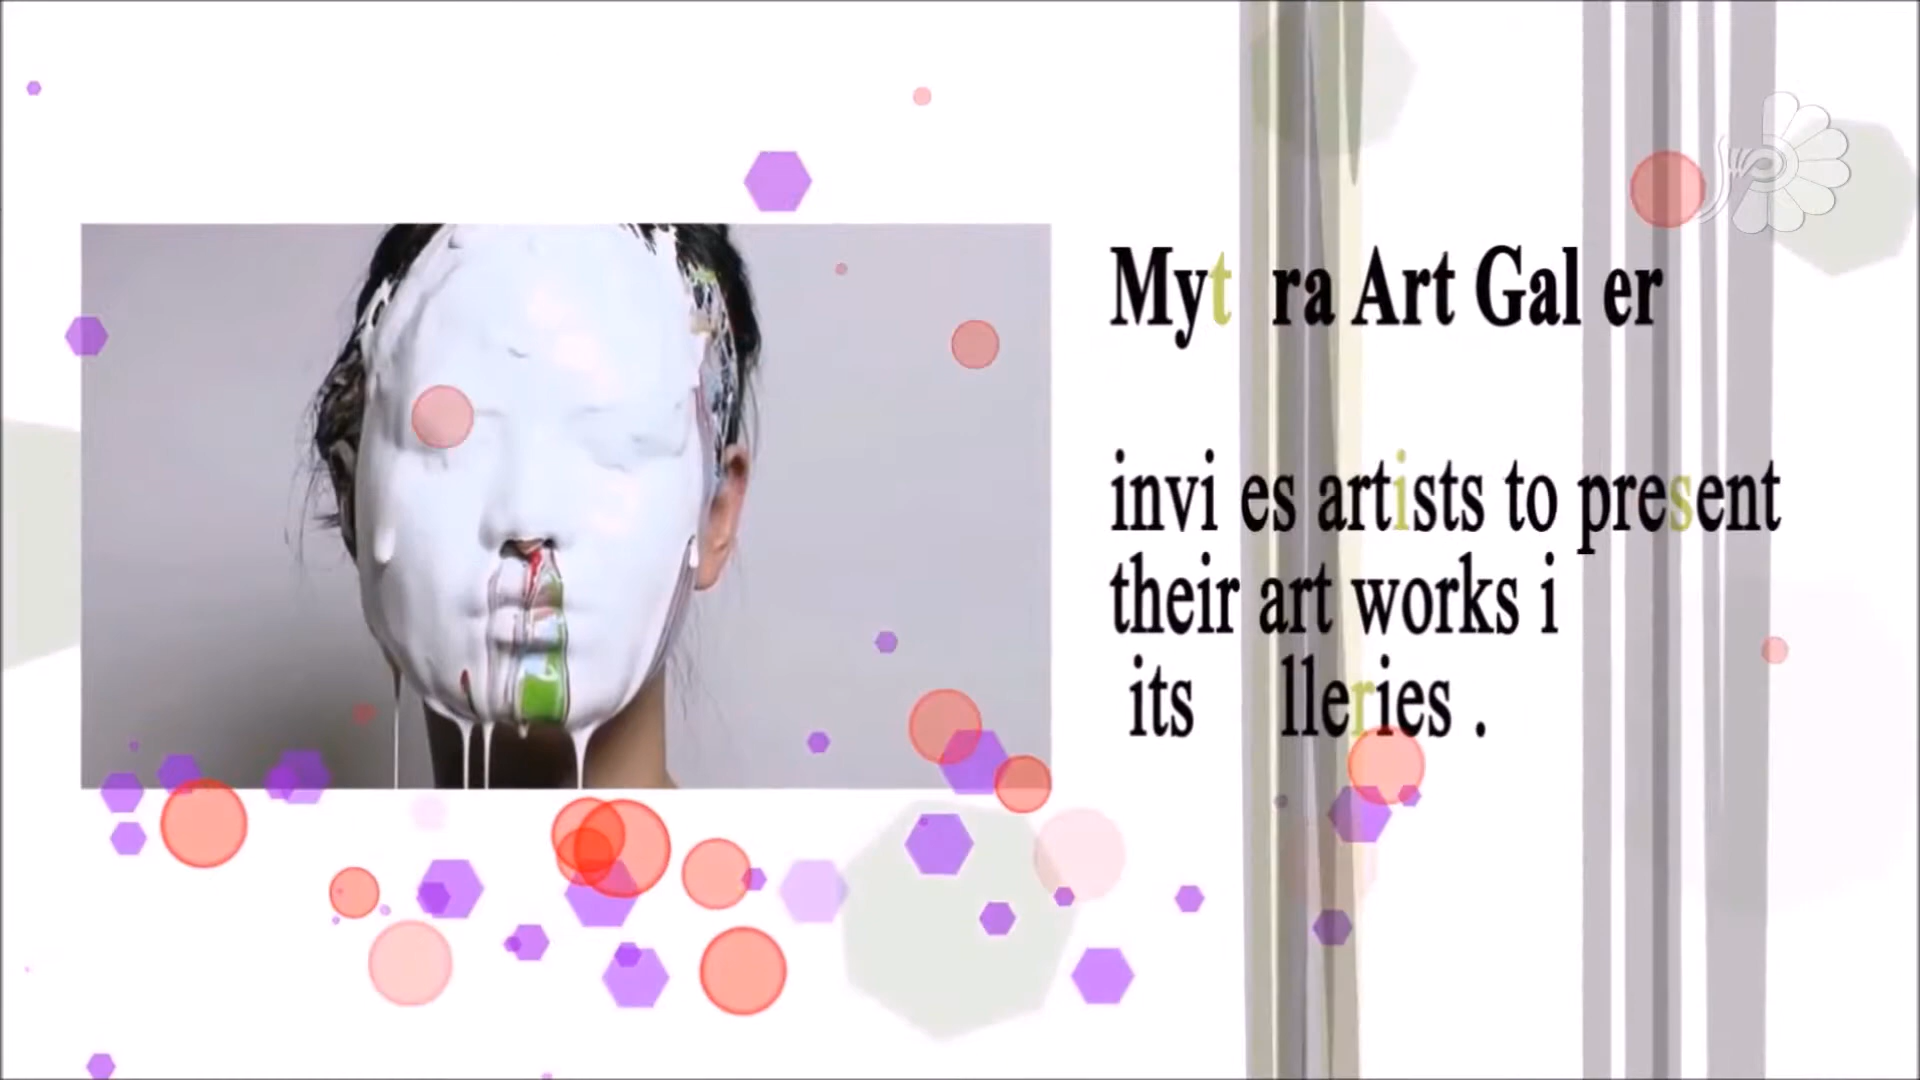 Myt ra Art Gal er
invi es artists to present
their art works i
its lleries .